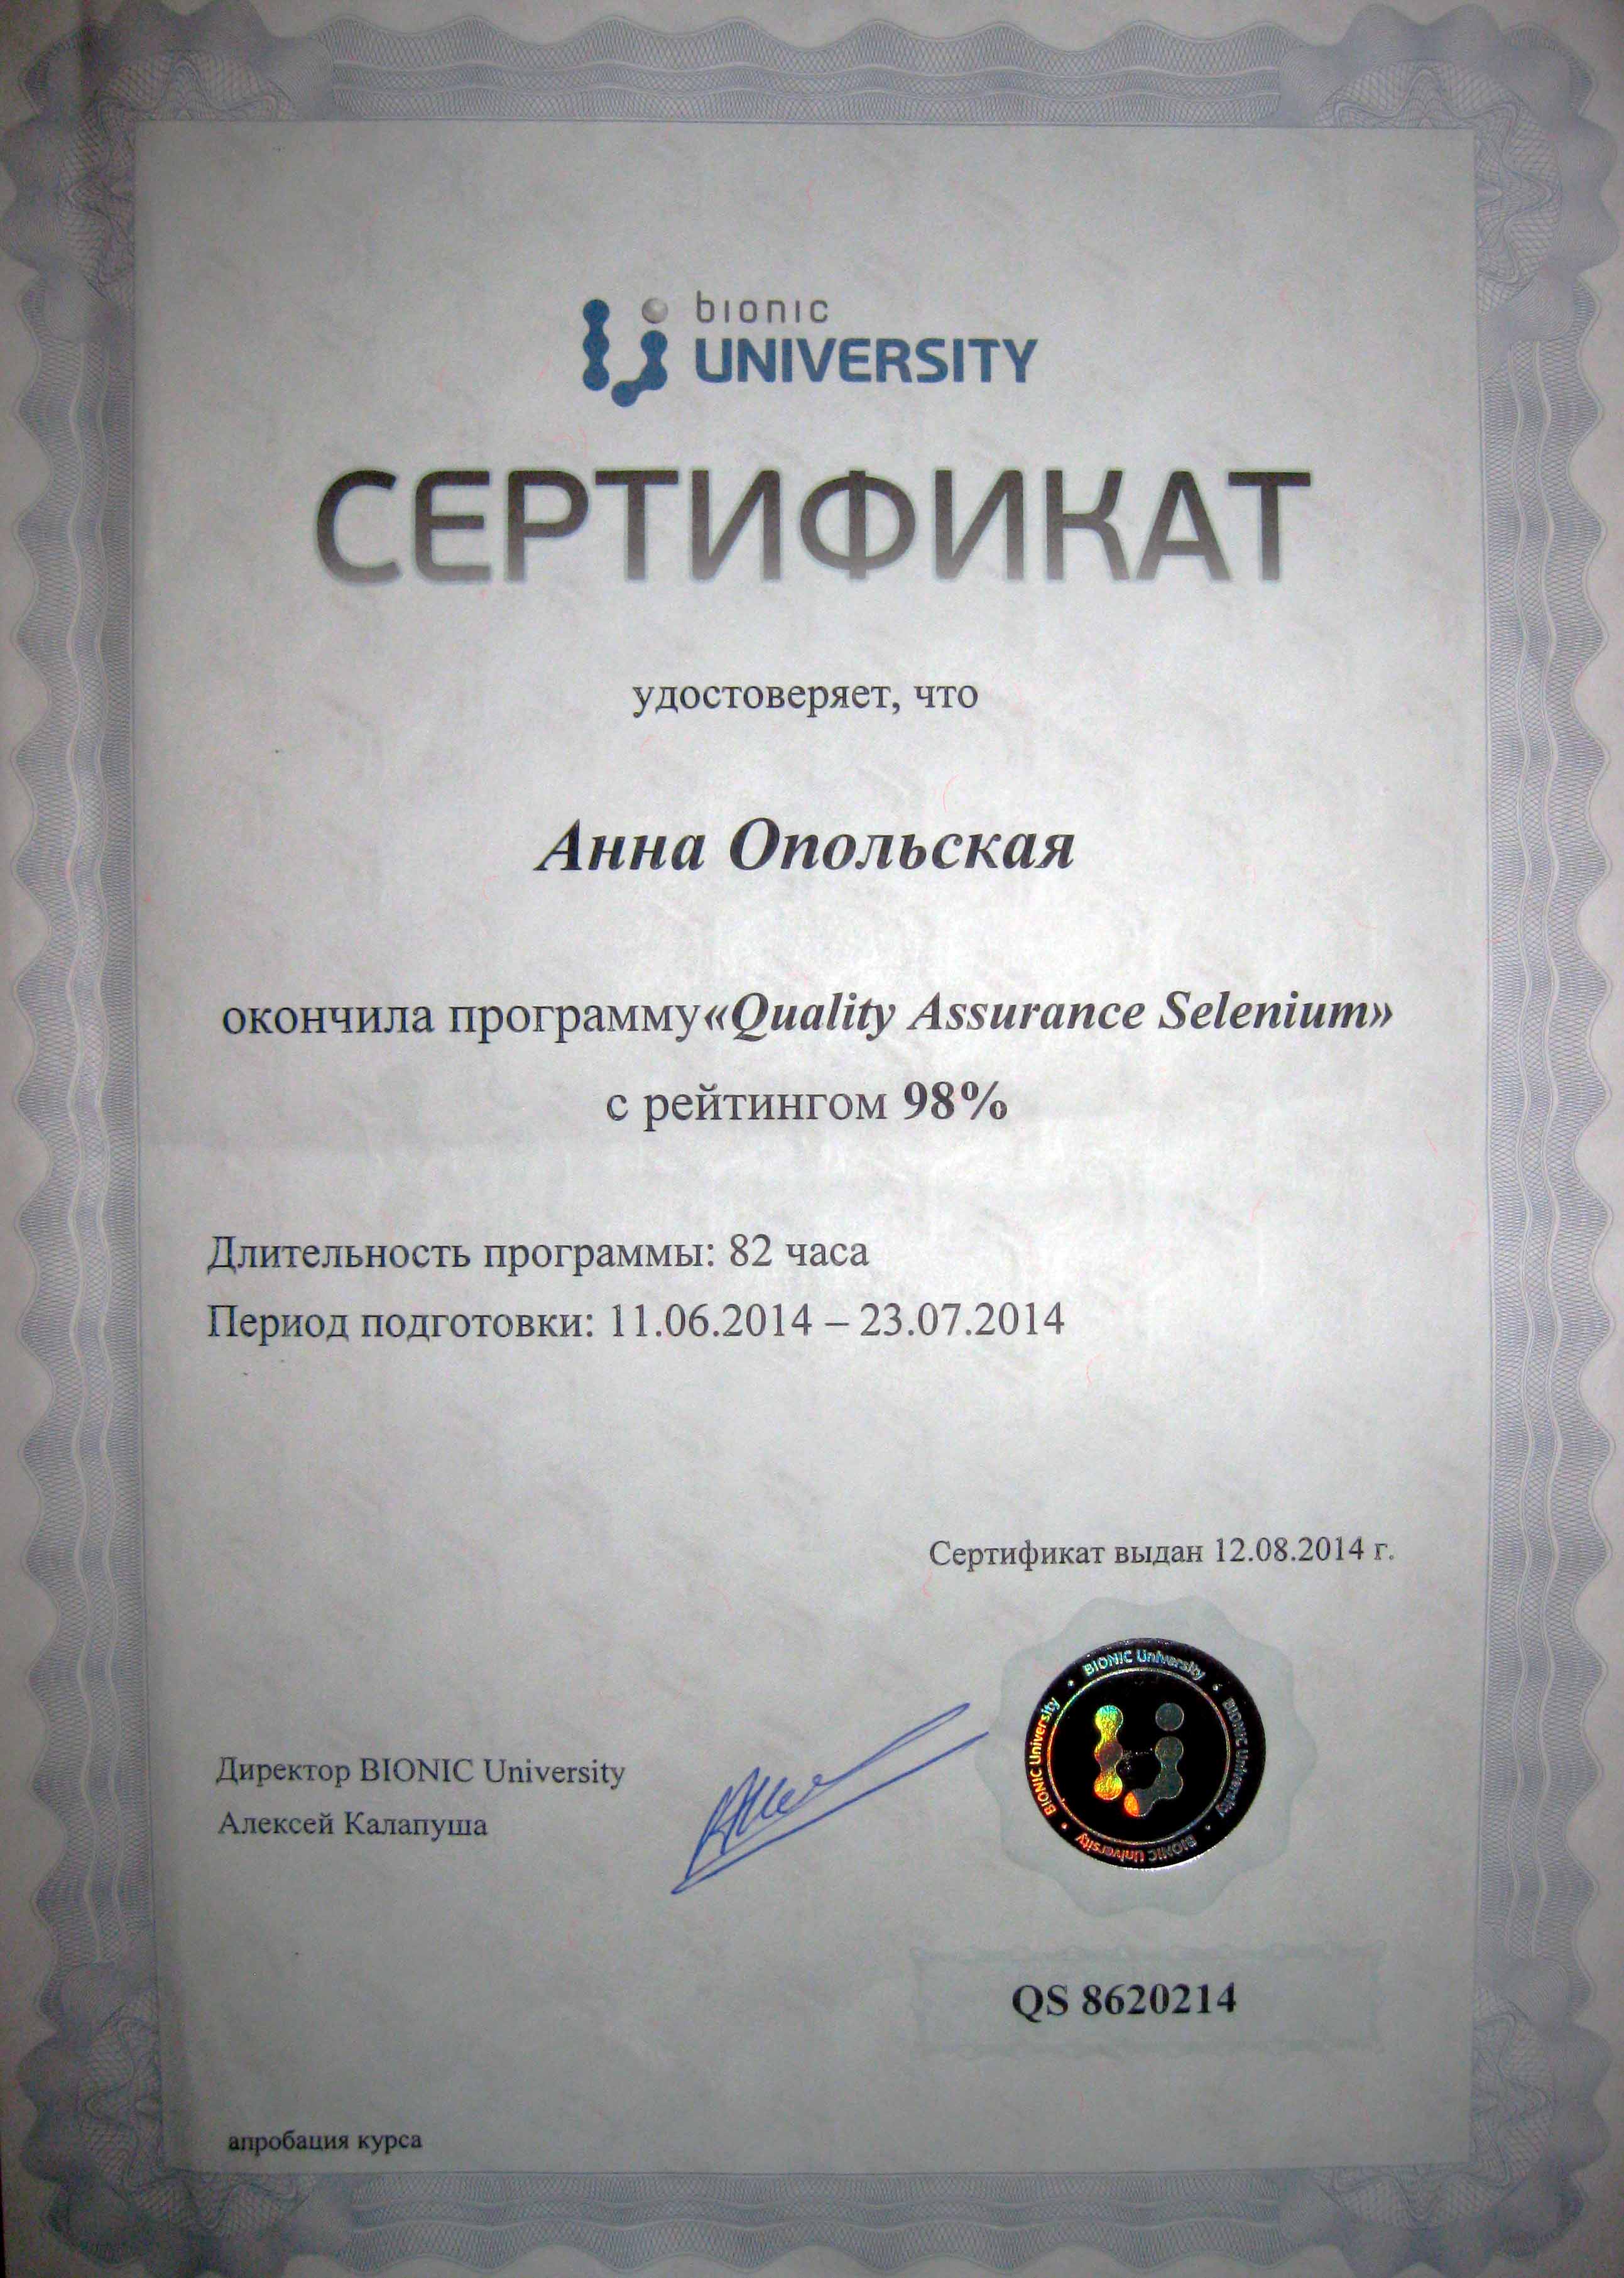 bionic
UNIVERSITY
СЕРТИФИКАТ
удостоверяет, что
Анна Опольская
окончила программу«Quality Assurance Selenium»
с рейтингом 98%
Длительность программы: 82 часа
Период подготовки: 11.06.2014 – 23.07.2014
Сертификат выдан 12.08.2014 г.
BIONIC University • BIONIC University • BIONIC University • BIONIC University •
Директор BIONIC University
Алексей Калапуша
QS 8620214
апробация курса